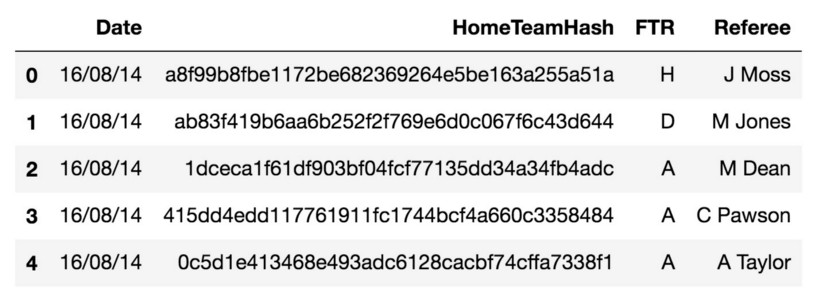 Date HomeTeamHash FTR Referee
0 16/08/14 a8f99b8fbe1172be682369264e5be163a255a51a H J Moss
1 16/08/14 ab83f419b6aa6b252f2f769e6d0c067f6c43d644 D M Jones
2 16/08/14 1dceca1f61df903bf04fcf77135dd34a34fb4adc A M Dean
3 16/08/14 415dd4edd117761911fc1744bcf4a660c3358484 A C Pawson
4 16/08/14 0c5d1e413468e493adc6128cacbf74cffa7338f1 A A Taylor